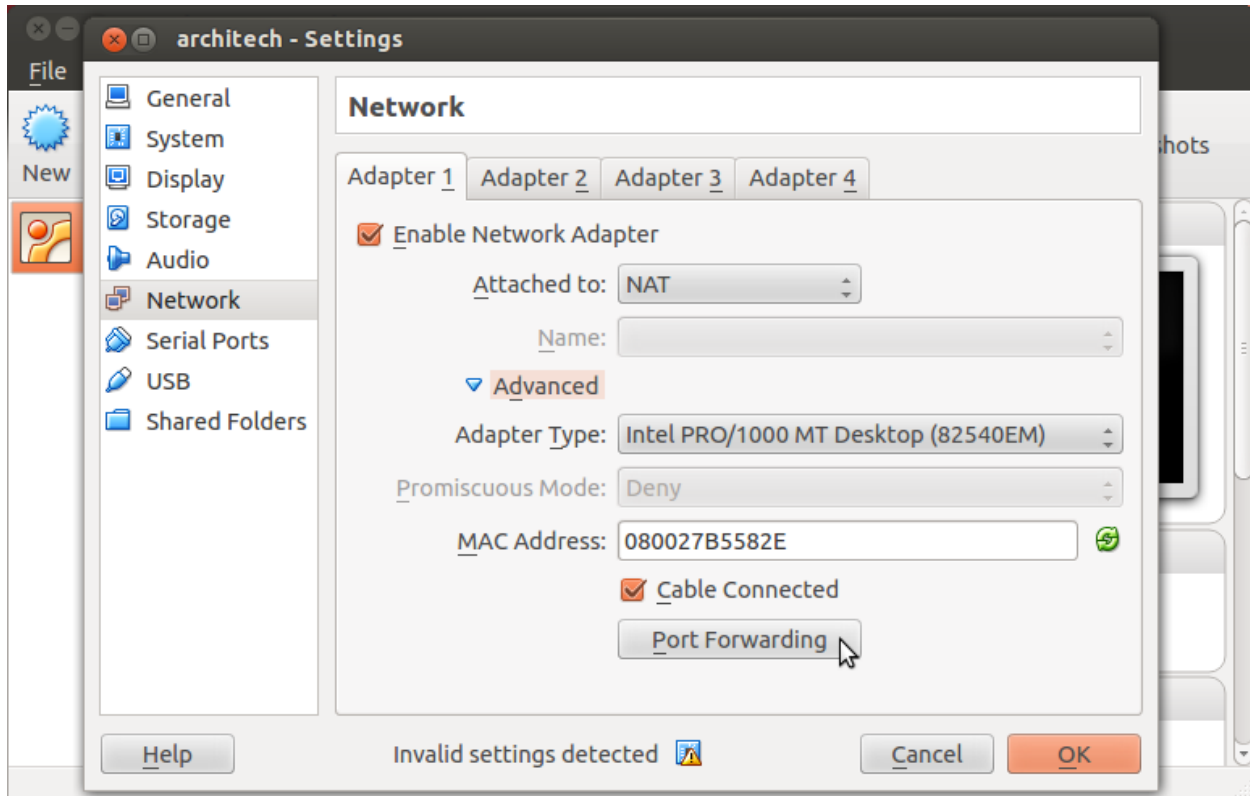 architech - Settings
File
New
shots
General
System
Display
Storage
Audio
Network
Serial Ports
USB
Shared Folders
Network
Adapter 1 Adapter 2 Adapter 3 Adapter 4
Enable Network Adapter
Attached to: NAT
Name:
Advanced
Adapter Type: Intel PRO/1000 MT Desktop (82540EM)
Promiscuous Mode: Deny
MAC Address: 080027B5582E
Cable Connected
Port Forwarding
Help Invalid settings detected Cancel OK